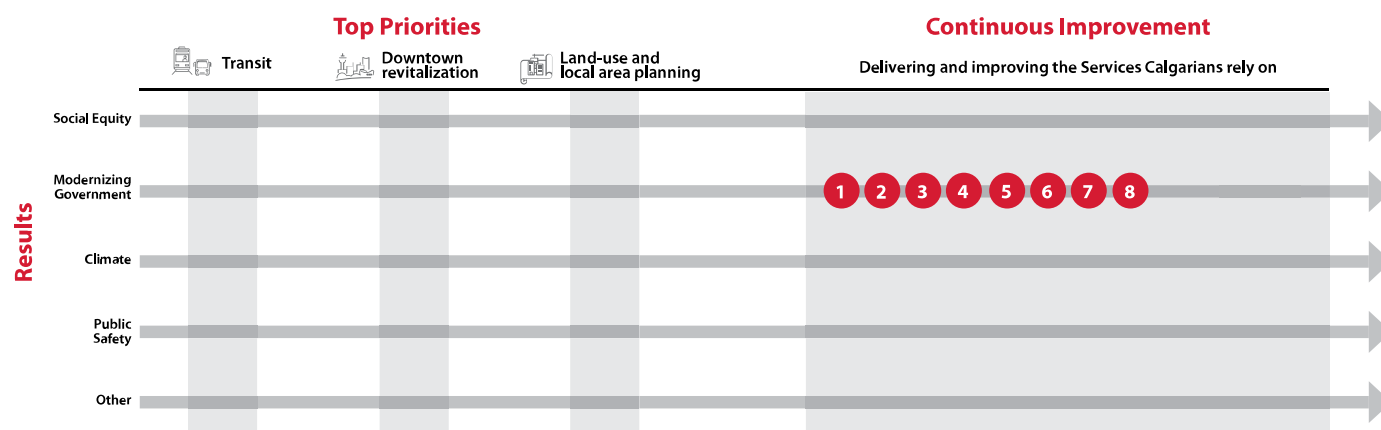 Top Priorities
Continuous Improvement
Transit
Downtown
revitalization
Land-use and
local area planning
Delivering and improving the Services Calgarians rely on
Results
Social Equity
Modernizing
Government
1 2 3 4 5 6 7 8
Climate
Public
Safety
Other